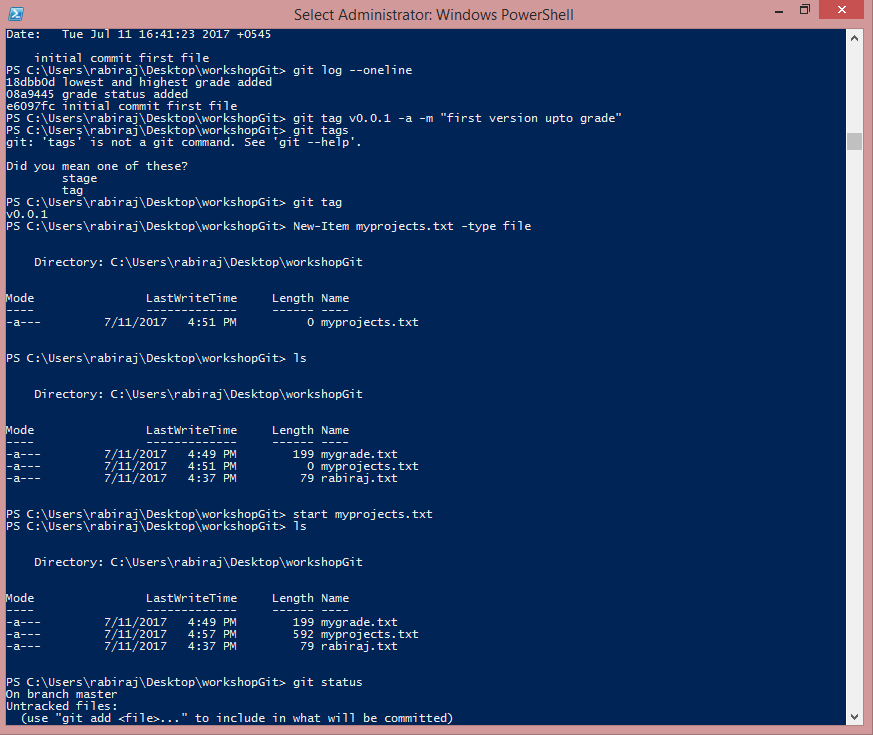 Select Administrator: Windows PowerShell
Date:   Tue Jul 11 16:41:23 2017 +0545
    initial commit first file
PS C:\Users\rabiraj\Desktop\workshopGit> git log --oneline
18dbb0d lowest and highest grade added
08a9445 grade status added
e6097fc initial commit first file
PS C:\Users\rabiraj\Desktop\workshopGit> git tag v0.0.1 -a -m "first version upto grade"
PS C:\Users\rabiraj\Desktop\workshopGit> git tags
git: 'tags' is not a git command. See 'git --help'.
Did you mean one of these?
        stage
        tag
PS C:\Users\rabiraj\Desktop\workshopGit> git tag
v0.0.1
PS C:\Users\rabiraj\Desktop\workshopGit> New-Item myprojects.txt -type file
    Directory: C:\Users\rabiraj\Desktop\workshopGit
Mode                LastWriteTime     Length Name
----                -------------     ------ ----
-a---         7/11/2017   4:51 PM          0 myprojects.txt
PS C:\Users\rabiraj\Desktop\workshopGit> ls
    Directory: C:\Users\rabiraj\Desktop\workshopGit
Mode                LastWriteTime     Length Name
----                -------------     ------ ----
-a---         7/11/2017   4:49 PM        199 mygrade.txt
-a---         7/11/2017   4:51 PM          0 myprojects.txt
-a---         7/11/2017   4:37 PM         79 rabiraj.txt
PS C:\Users\rabiraj\Desktop\workshopGit> start myprojects.txt
PS C:\Users\rabiraj\Desktop\workshopGit> ls
    Directory: C:\Users\rabiraj\Desktop\workshopGit
Mode                LastWriteTime     Length Name
----                -------------     ------ ----
-a---         7/11/2017   4:49 PM        199 mygrade.txt
-a---         7/11/2017   4:57 PM        592 myprojects.txt
-a---         7/11/2017   4:37 PM         79 rabiraj.txt
PS C:\Users\rabiraj\Desktop\workshopGit> git status
On branch master
Untracked files:
  (use "git add <file>..." to include in what will be committed)